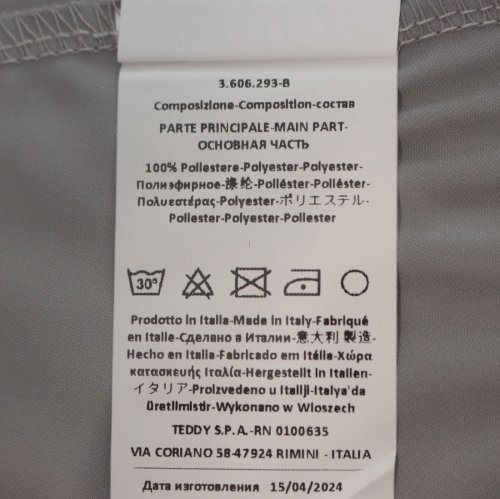 3.606.293-B
Composizione-Composition-состав
PARTE PRINCIPALE-MAIN PART-
ОСНОВНАЯ ЧАСТЬ
100% Poliestere-Polyester-Polyester-
Полиэфирное-涤纶-Poliéster-Poliéster-
Πολυεστέρας-Polyester-ポリエステル-
Poliester-Polyester-Poliester
30°
Prodotto in Italia-Made in Italy-Fabriqué
en Italie-Сделано в Италии-意大利 製造-
Hecho en Italia-Fabricado em Itália-Χώρα
κατασκευής Ιταλία-Hergestellt in Italien-
イタリア-Proizvedeno u Italiji-Italya'da
üretilmistir-Wykonano w Wloszech
TEDDY S.P.A.-RN 0100635
VIA CORIANO 58-47924 RIMINI - ITALIA
Дата изготовления 15/04/2024